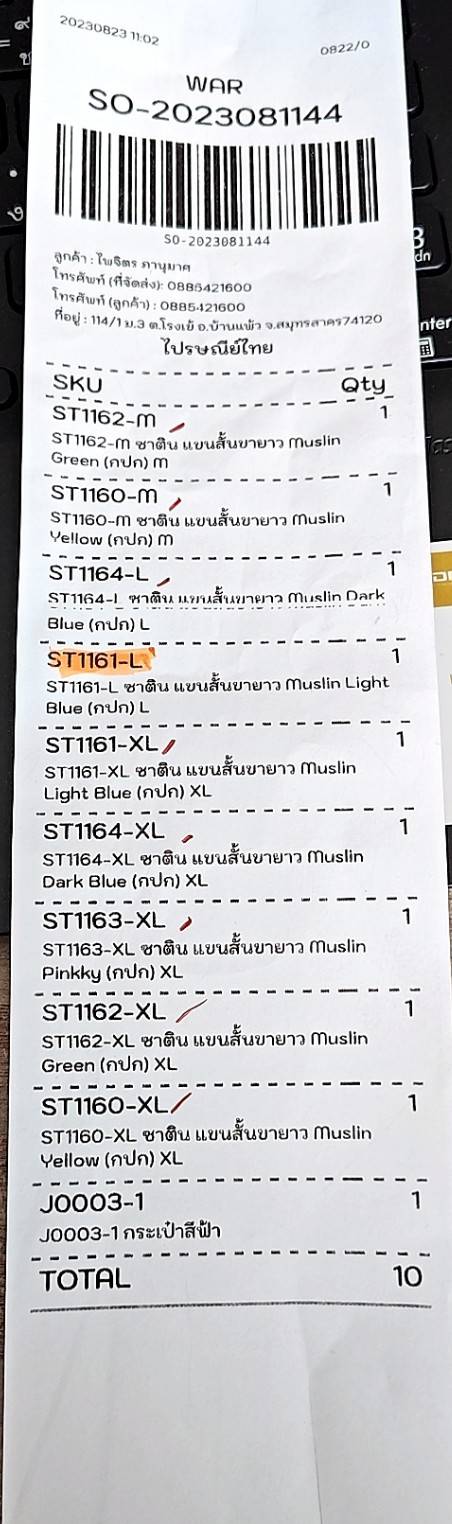 20230823 11:02
0822/0
WAR
SO-2023081144
SO-2023081144
ลูกค้า : ไพจิตร ภานุมาศ
โทรศัพท์ (ที่จัดส่ง): 0885421600
โทรศัพท์ (ลูกค้า) : 0885421600
ที่อยู่ : 114/1 ม.3 ต.โรงเข้ อ.บ้านแพ้ว จ.สมุทรสาคร74120
ไปรษณีย์ไทย
SKU Qty
ST1162-M 1
ST1162-M ซาติน แขนสั้นขายาว Muslin
Green (กปก) M
ST1160-M 1
ST1160-M ซาติน แขนสั้นขายาว Muslin
Yellow (กปก) M
ST1164-L 1
ST1164-L ซาติน แขนสั้นขายาว Muslin Dark
Blue (กปก) L
ST1161-L 1
ST1161-L ซาติน แขนสั้นขายาว Muslin Light
Blue (กปก) L
ST1161-XL 1
ST1161-XL ซาติน แขนสั้นขายาว Muslin
Light Blue (กปก) XL
ST1164-XL 1
ST1164-XL ซาติน แขนสั้นขายาว Muslin
Dark Blue (กปก) XL
ST1163-XL 1
ST1163-XL ซาติน แขนสั้นขายาว Muslin
Pinkky (กปก) XL
ST1162-XL 1
ST1162-XL ซาติน แขนสั้นขายาว Muslin
Green (กปก) XL
ST1160-XL 1
ST1160-XL ซาติน แขนสั้นขายาว Muslin
Yellow (กปก) XL
J0003-1 1
J0003-1 กระเป๋าสีฟ้า
TOTAL 10